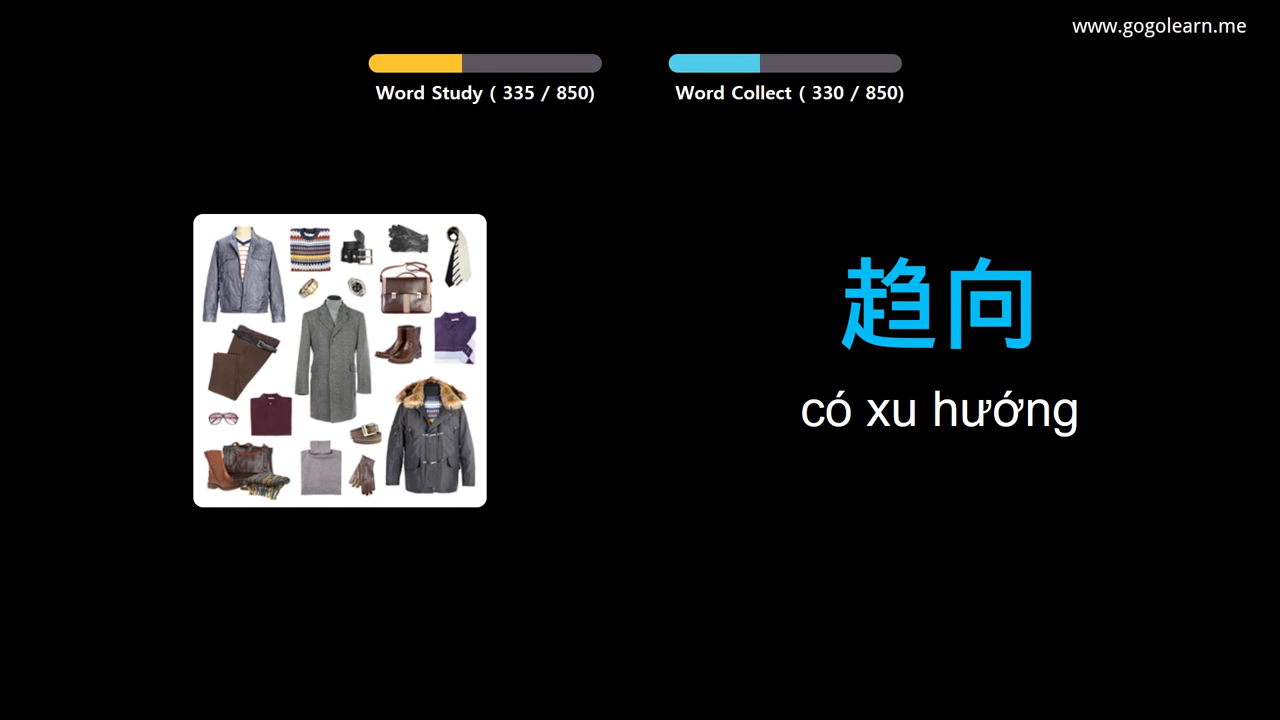 www.gogolearn.me
Word Study ( 335 / 850)
Word Collect ( 330 / 850)
趋向
có xu hướng